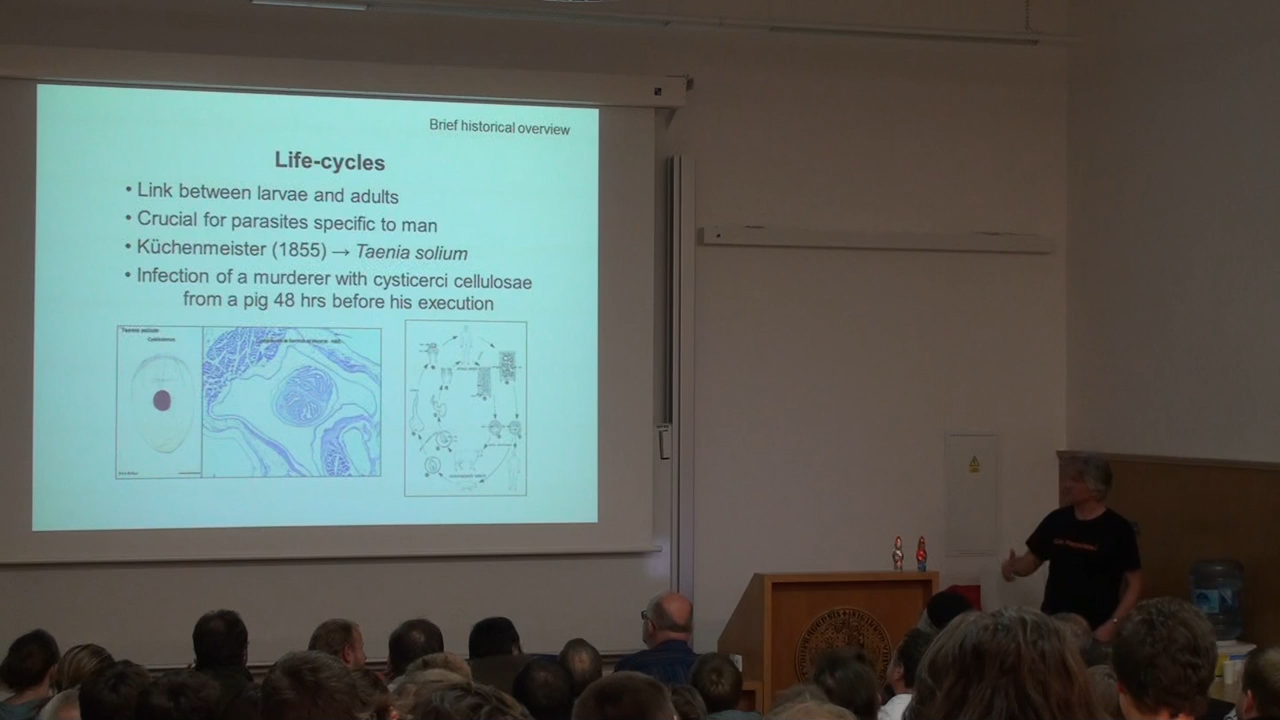 Brief historical overview
Life-cycles
• Link between larvae and adults
• Crucial for parasites specific to man
• Küchenmeister (1855) → Taenia solium
• Infection of a murderer with cysticerci cellulosae
from a pig 48 hrs before his execution